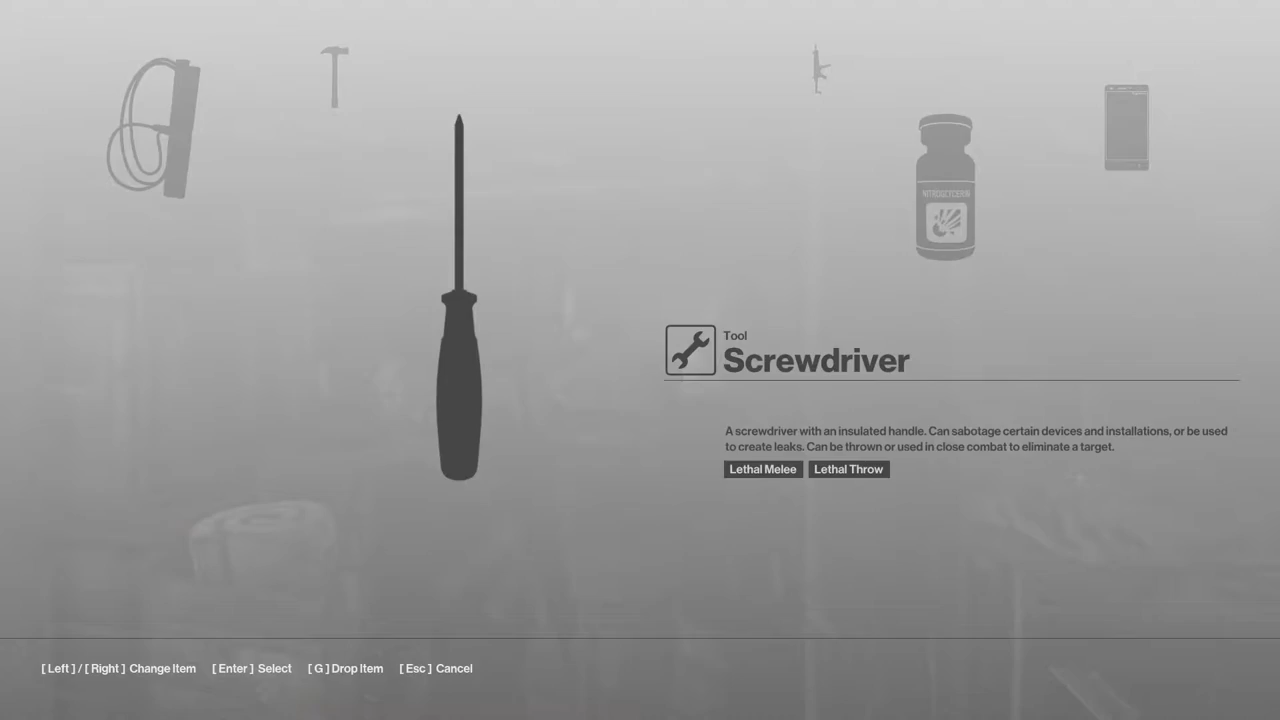 NITROGLYCERIN
Tool
Screwdriver
A screwdriver with an insulated handle. Can sabotage certain devices and installations, or be used
to create leaks. Can be thrown or used in close combat to eliminate a target.
Lethal Melee Lethal Throw
[ Left ] / [ Right ] Change Item [ Enter ] Select [ G ] Drop Item [ Esc ] Cancel